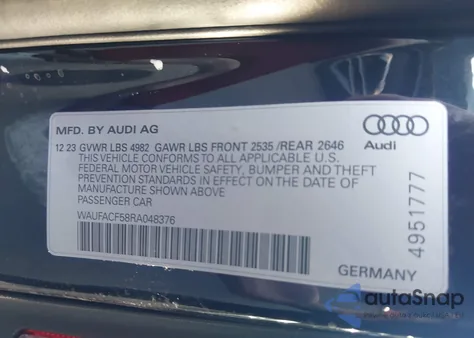 MFD. BY AUDI AG
12 23 GVWR LBS 4982 GAWR LBS FRONT 2535 /REAR 2646
THIS VEHICLE CONFORMS TO ALL APPLICABLE U.S.
FEDERAL MOTOR VEHICLE SAFETY, BUMPER AND THEFT
PREVENTION STANDARDS IN EFFECT ON THE DATE OF
MANUFACTURE SHOWN ABOVE
PASSENGER CAR
WAUFACF58RA048376
Audi
4951777
GERMANY
autoSnap